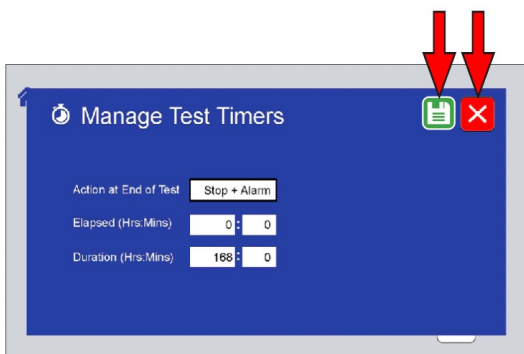 Manage Test Timers
Action at End of Test Stop + Alarm
Elapsed (Hrs:Mins) 0 : 0
Duration (Hrs:Mins) 168 : 0